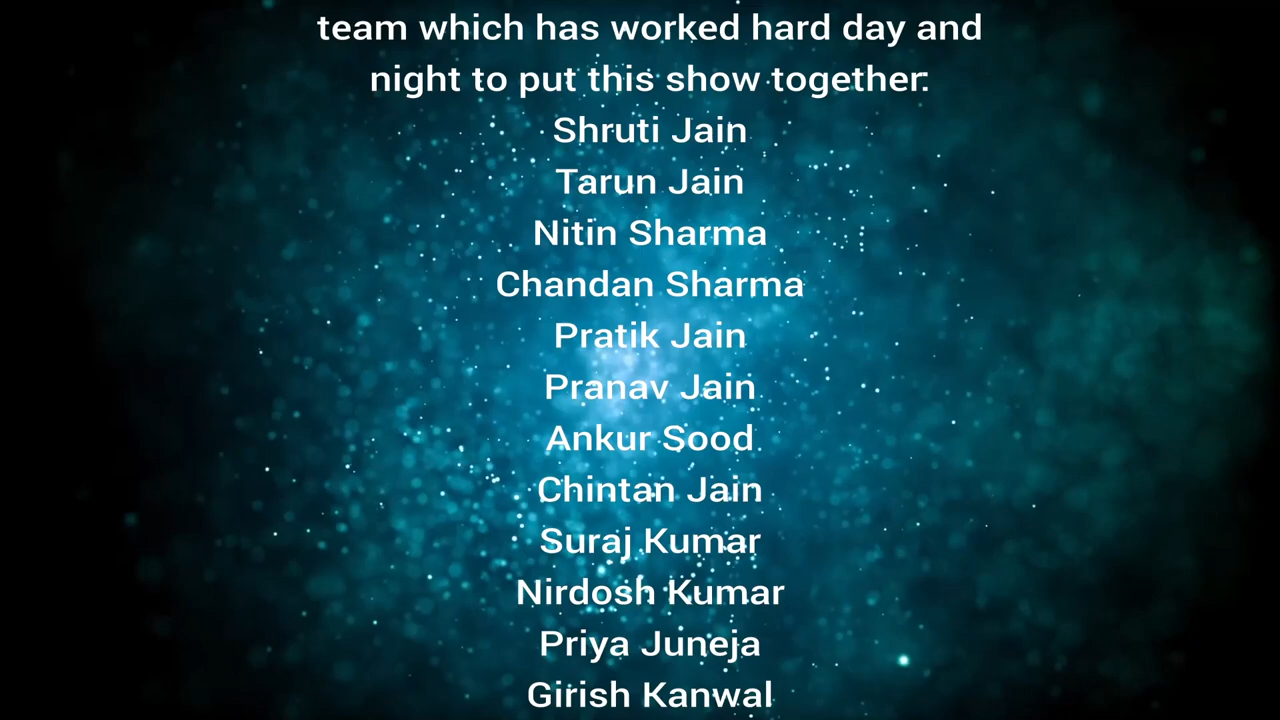 team which has worked hard day and
night to put this show together:
Shruti Jain
Tarun Jain
Nitin Sharma
Chandan Sharma
Pratik Jain
Pranav Jain
Ankur Sood
Chintan Jain
Suraj Kumar
Nirdosh Kumar
Priya Juneja
Girish Kanwal